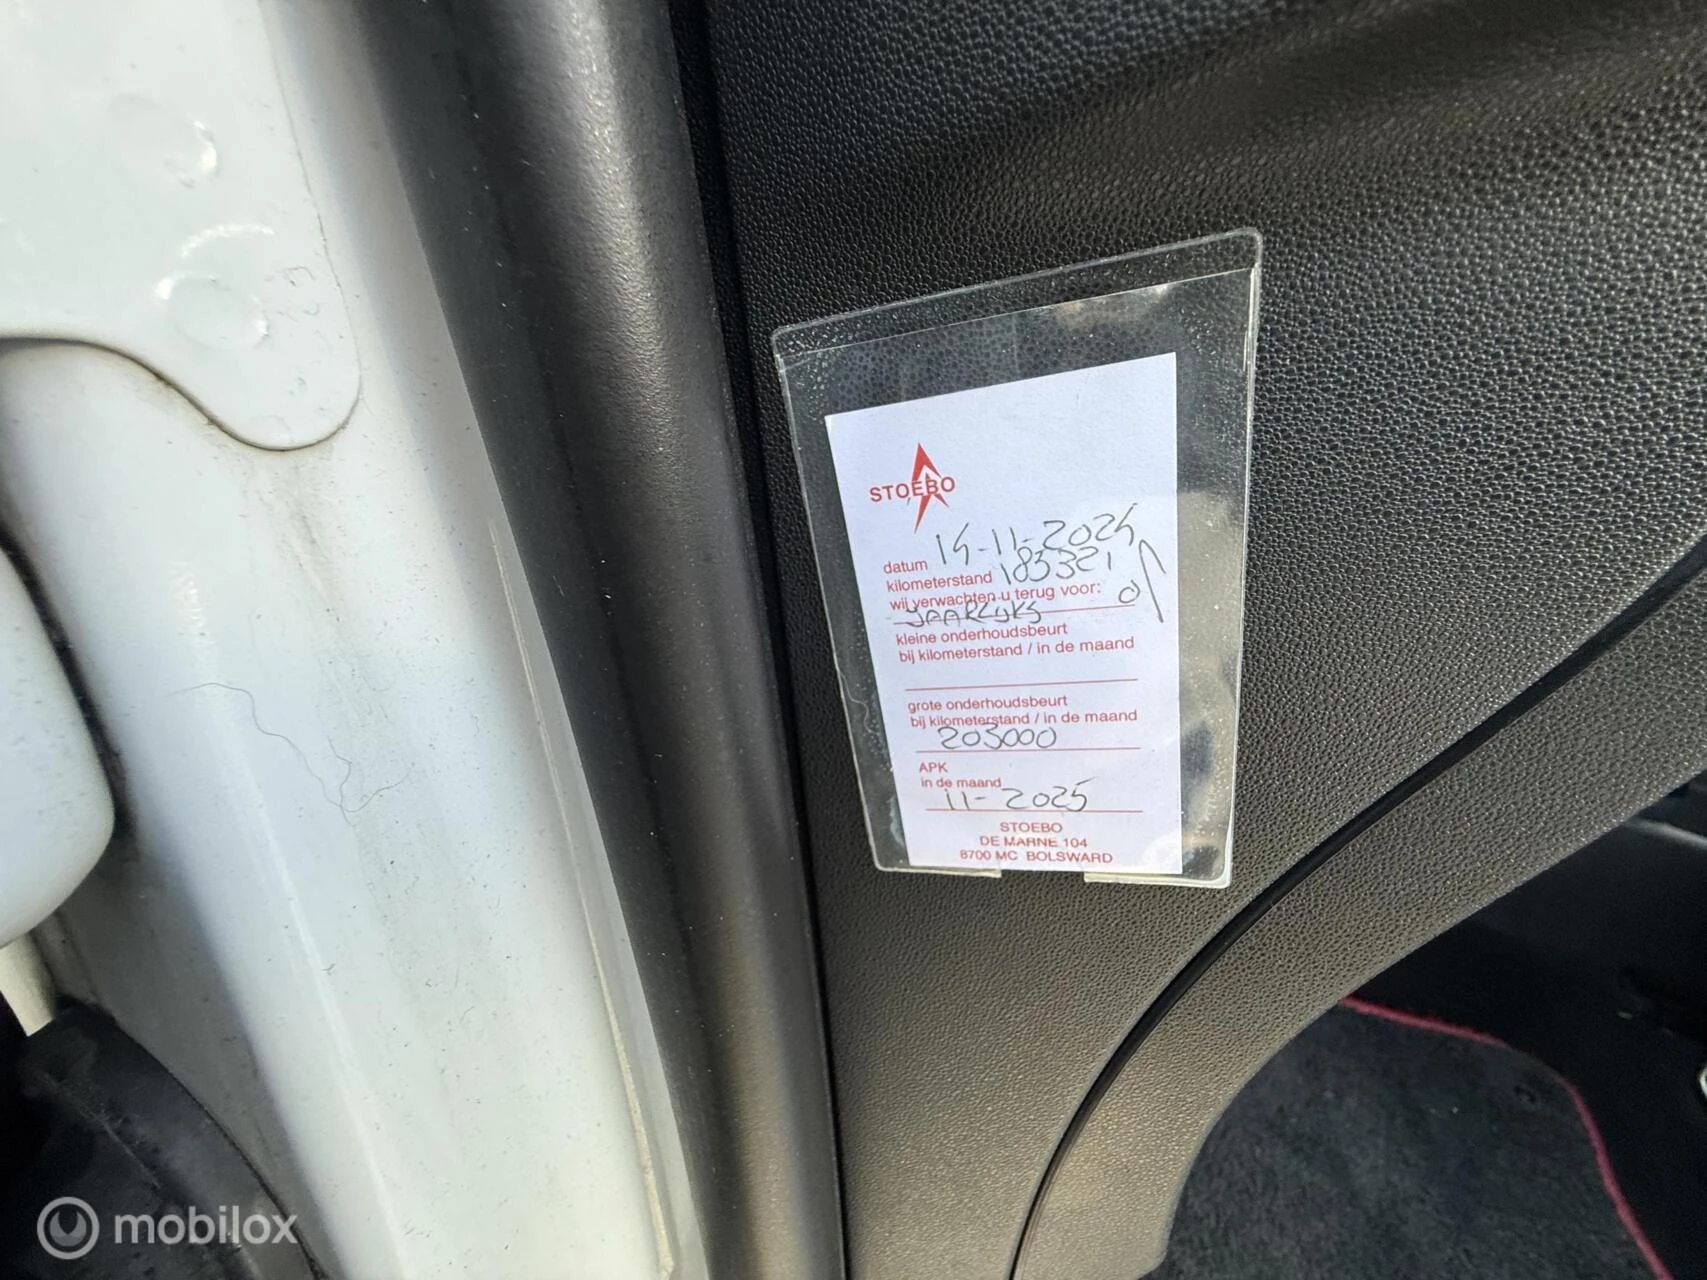 STOEBO
datum 14-11-2024
kilometerstand 183321
wij verwachten u terug voor: of
JAARLIJKS
kleine onderhoudsbeurt
bij kilometerstand / in de maand
grote onderhoudsbeurt
bij kilometerstand / in de maand
203000
APK
in de maand
11-2025
STOEBO
DE MARNE 104
8700 MC BOLSWARD
mobilox